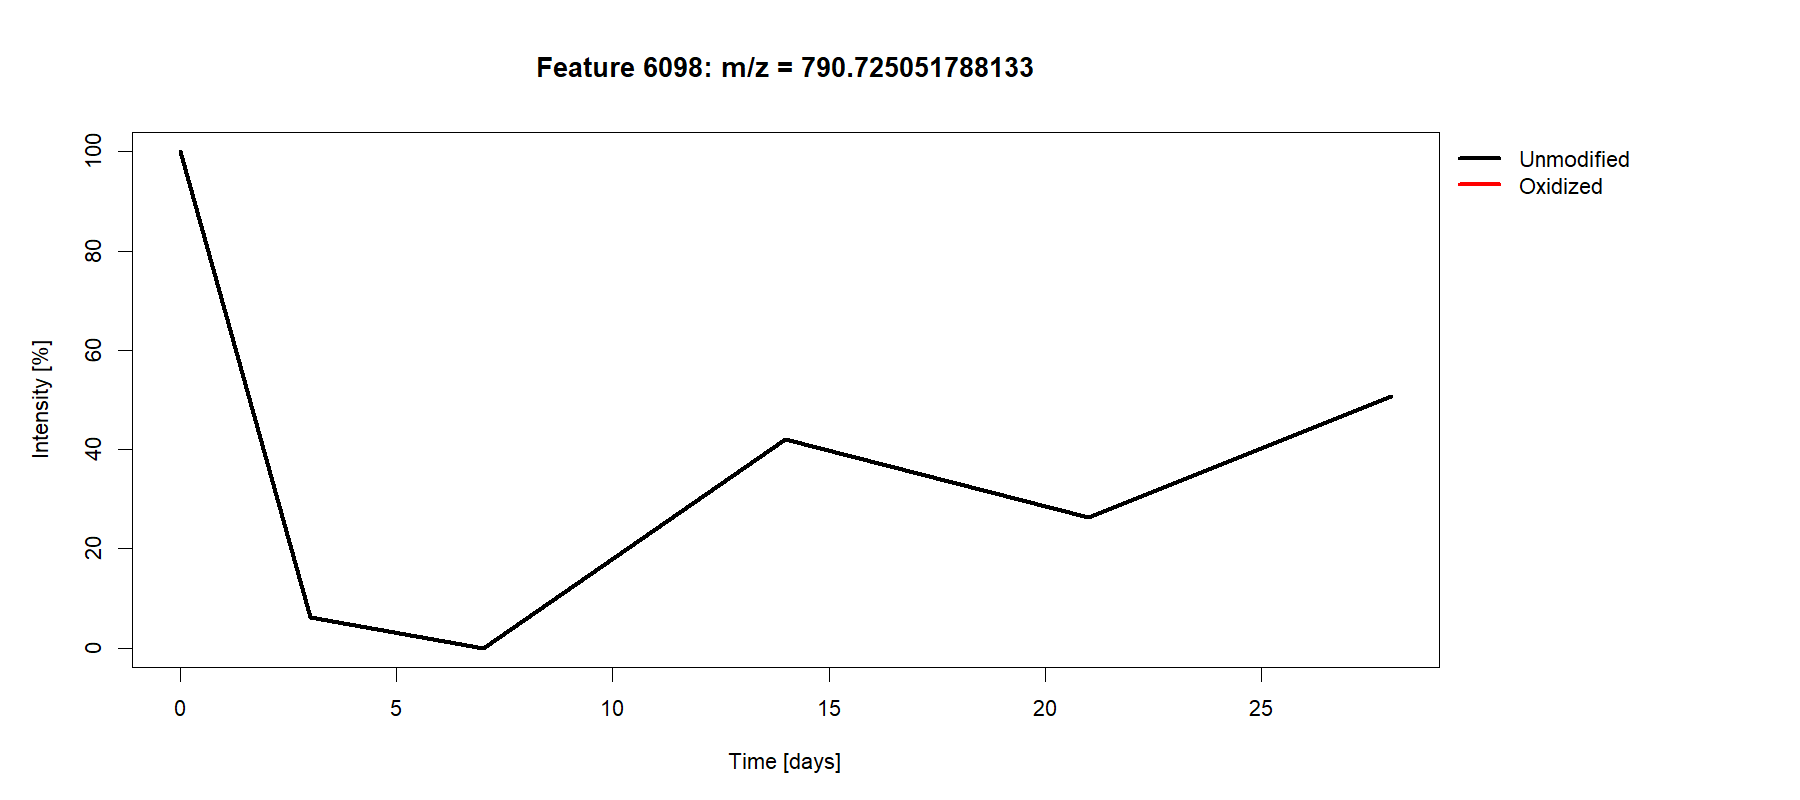 Feature 6098: m/z = 790.725051788133
Unmodified
Oxidized
Intensity [%]
100
80
60
40
20
0
0 5 10 15 20 25
Time [days]